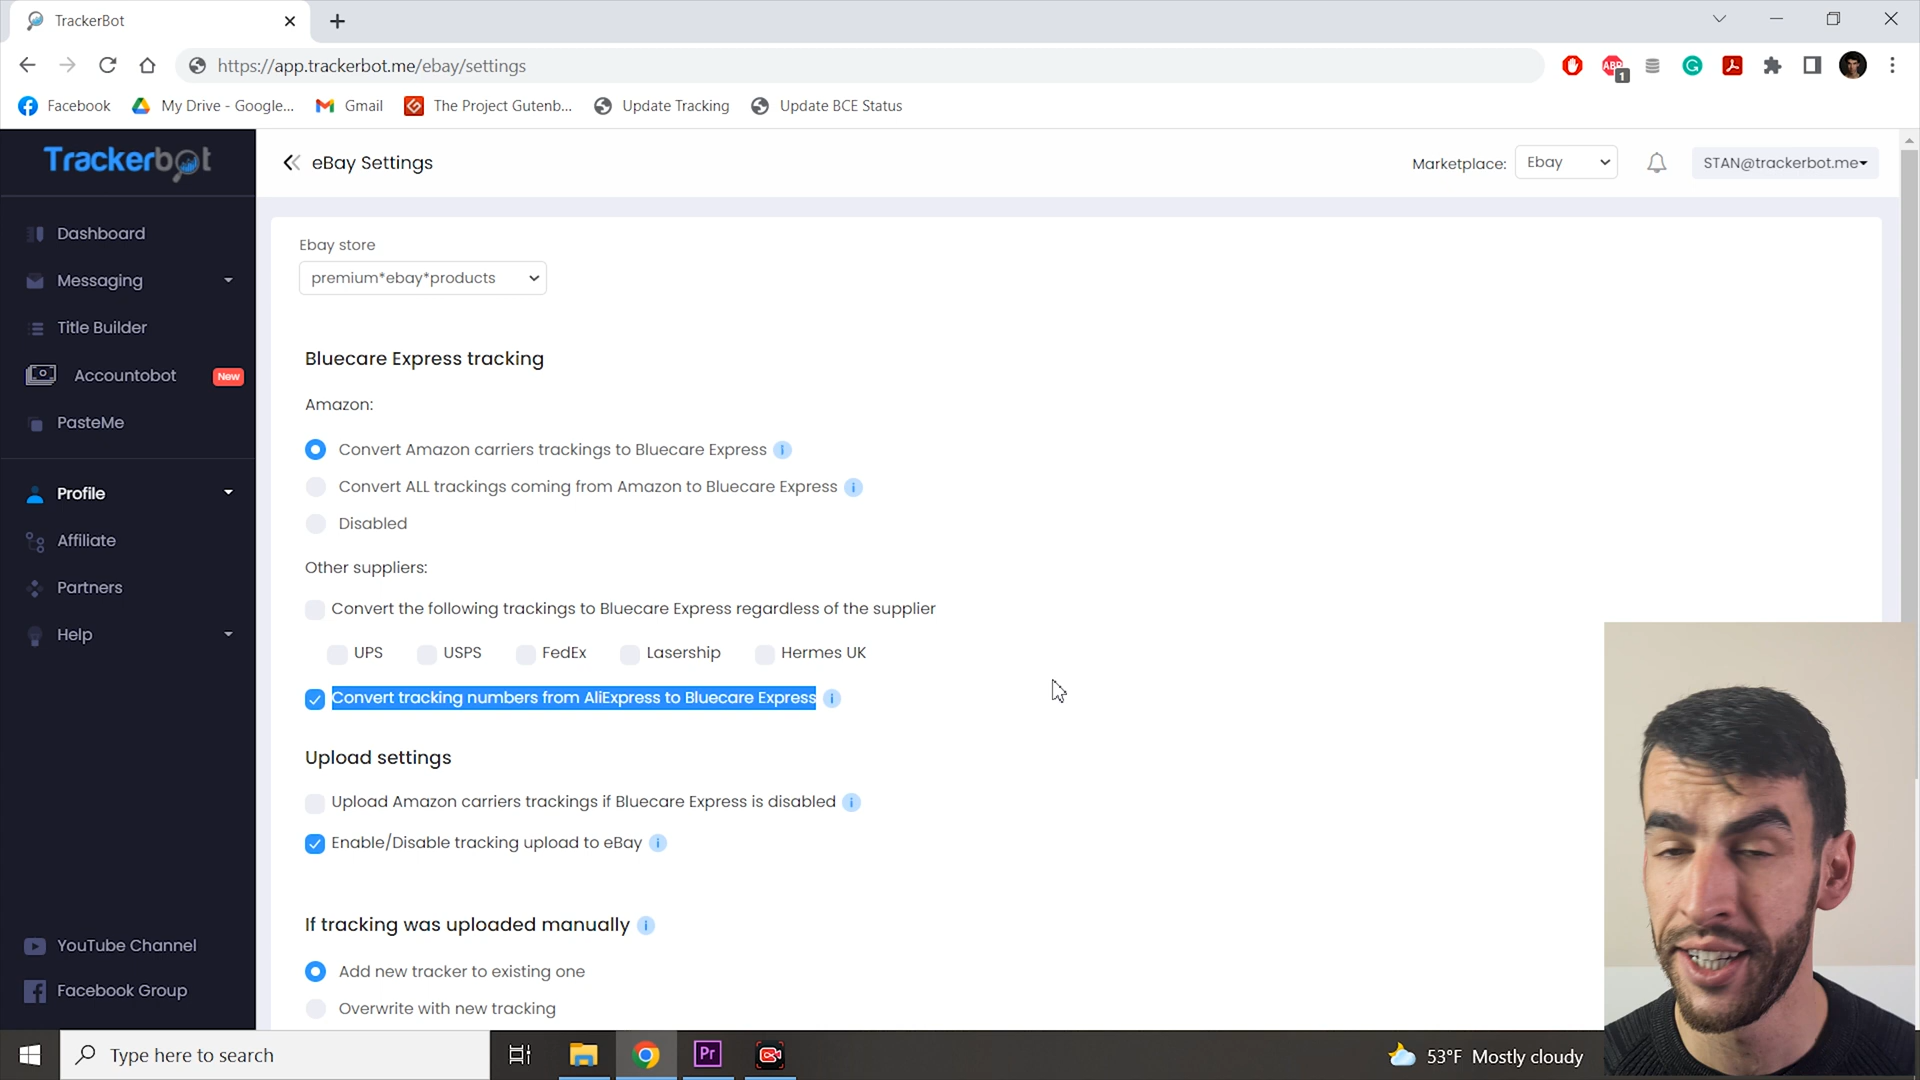 TrackerBot
https://app.trackerbot.me/ebay/settings
ABP
1
Facebook
My Drive - Google...
Gmail
The Project Gutenb...
Update Tracking
Update BCE Status
Trackerbot
eBay Settings
Marketplace:
Ebay
STAN@trackerbot.me
Dashboard
Messaging
Title Builder
Accountobot
New
PasteMe
Profile
Affiliate
Partners
Help
YouTube Channel
Facebook Group
Ebay store
premium*ebay*products
Bluecare Express tracking
Amazon:
Convert Amazon carriers trackings to Bluecare Express
Convert ALL trackings coming from Amazon to Bluecare Express
Disabled
Other suppliers:
Convert the following trackings to Bluecare Express regardless of the supplier
UPS
USPS
FedEx
Lasership
Hermes UK
Convert tracking numbers from AliExpress to Bluecare Express
Upload settings
Upload Amazon carriers trackings if Bluecare Express is disabled
Enable/Disable tracking upload to eBay
If tracking was uploaded manually
Add new tracker to existing one
Overwrite with new tracking
Type here to search
Pr
53°F Mostly cloudy